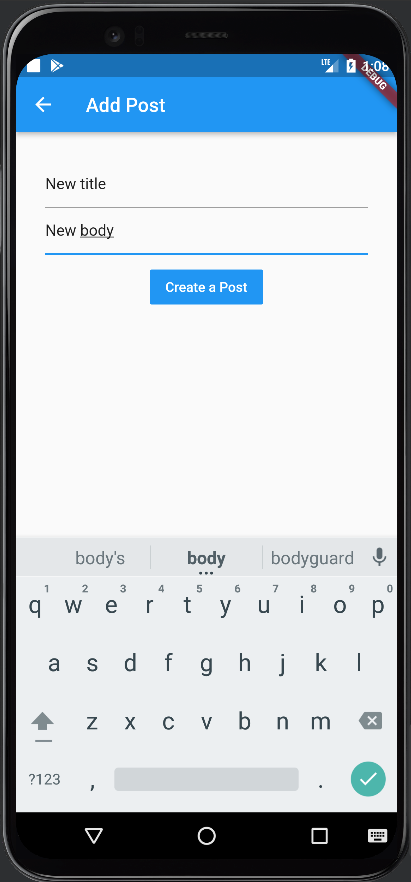 LTE 1:08
DEBUG
Add Post
New title
New body
Create a Post
body's body bodyguard
1 2 3 4 5 6 7 8 9 0
q w e r t y u i o p
a s d f g h j k l
z x c v b n m
?123 , .